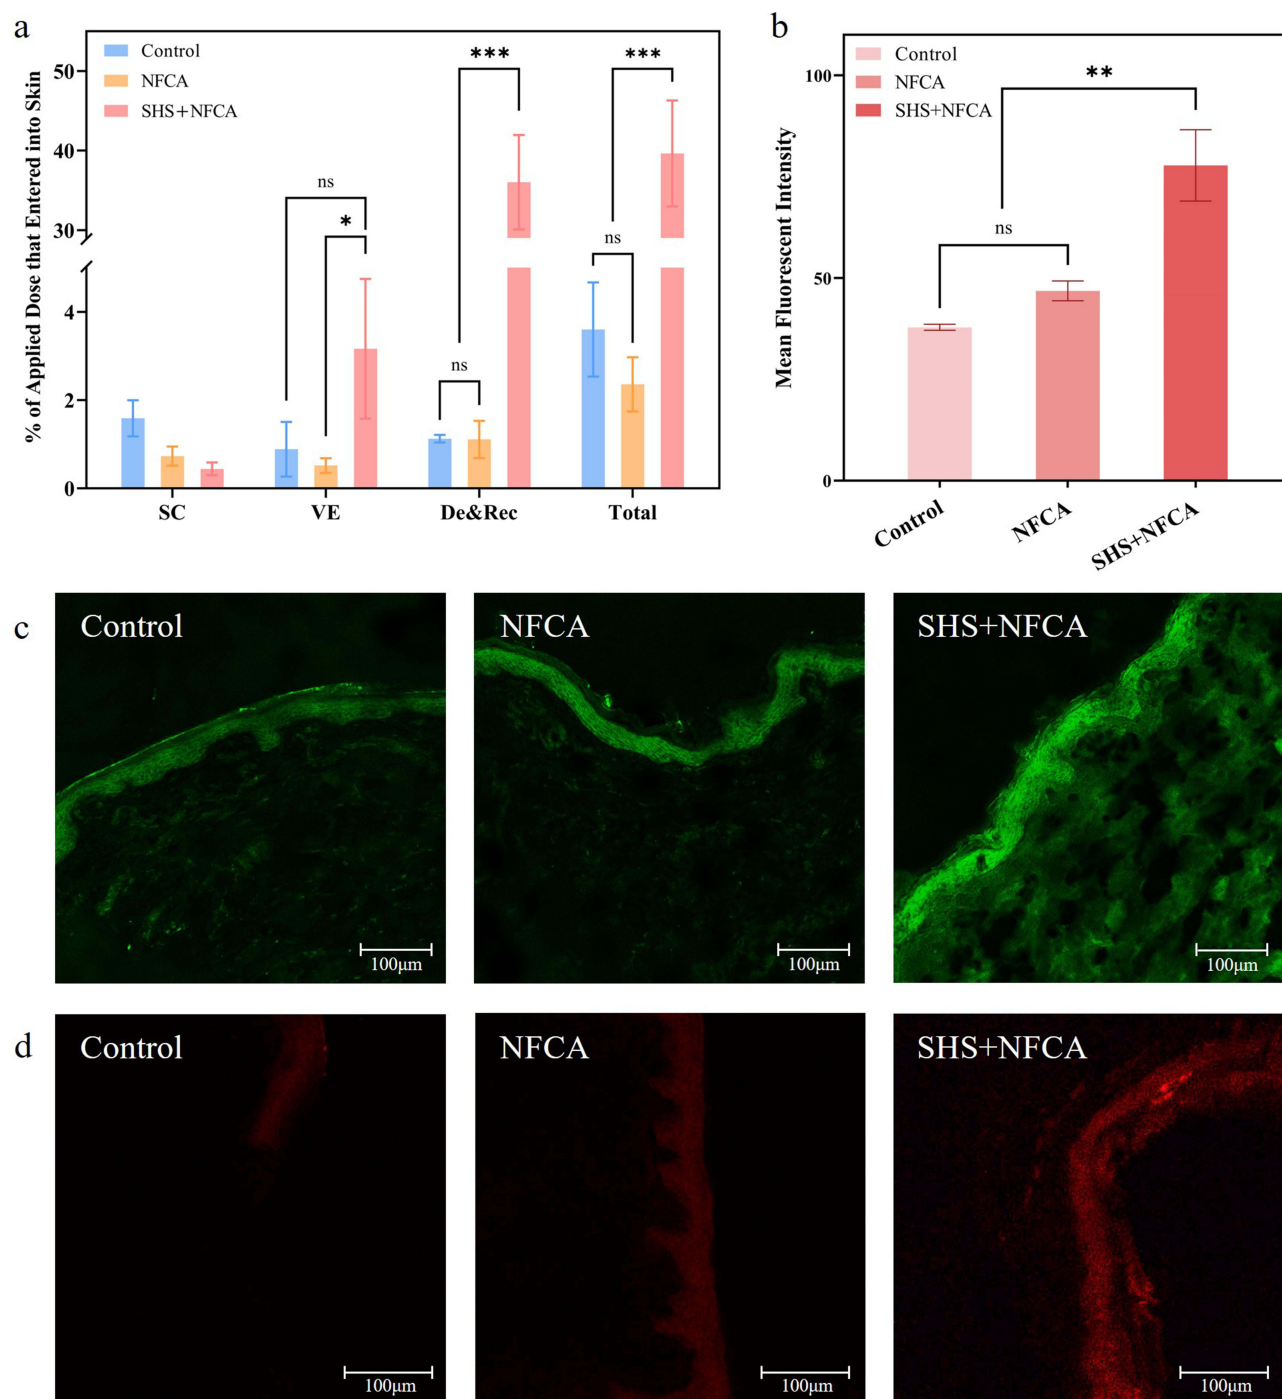 a
Control
NFCA
SHS+NFCA
% of Applied Dose that Entered into Skin
50
40
30
4
2
0
ns
*
ns
***
ns
***
SC
VE
De&Rec
Total
b
Control
NFCA
SHS+NFCA
Mean Fluorescent Intensity
100
50
0
ns
**
Control
NFCA
SHS+NFCA
c
Control
100μm
NFCA
100μm
SHS+NFCA
100μm
d
Control
100μm
NFCA
100μm
SHS+NFCA
100μm